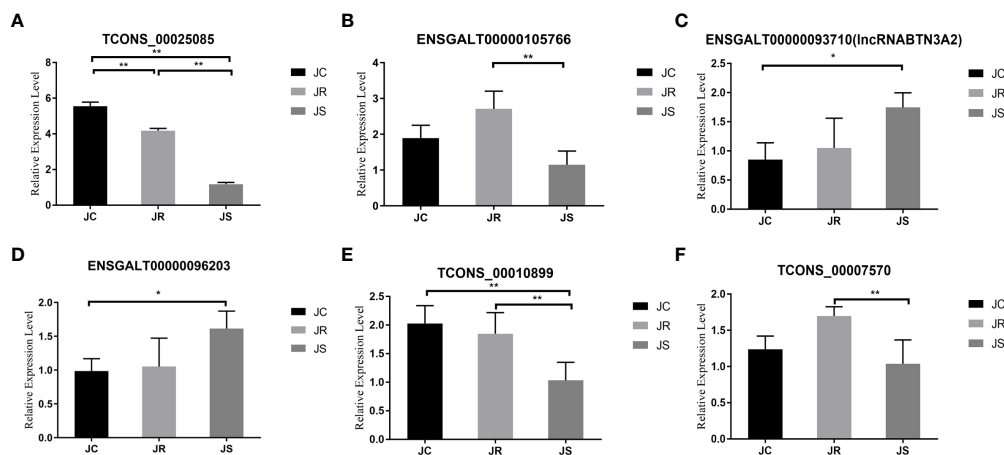 A
TCONS_00025085
**
**
**
Relative Expression Level
8
6
4
2
0
JC
JR
JS
JC
JR
JS
B
ENSGALT00000105766
**
Relative Expression Level
4
3
2
1
0
JC
JR
JS
JC
JR
JS
C
ENSGALT00000093710(lncRNABTN3A2)
*
Relative Expression Level
2.5
2.0
1.5
1.0
0.5
0.0
JC
JR
JS
JC
JR
JS
D
ENSGALT00000096203
*
Relative Expression Level
2.0
1.5
1.0
0.5
0.0
JC
JR
JS
JC
JR
JS
E
TCONS_00010899
**
**
Relative Expression Level
2.5
2.0
1.5
1.0
0.5
0.0
JC
JR
JS
JC
JR
JS
F
TCONS_00007570
**
Relative Expression Level
2.0
1.5
1.0
0.5
0.0
JC
JR
JS
JC
JR
JS